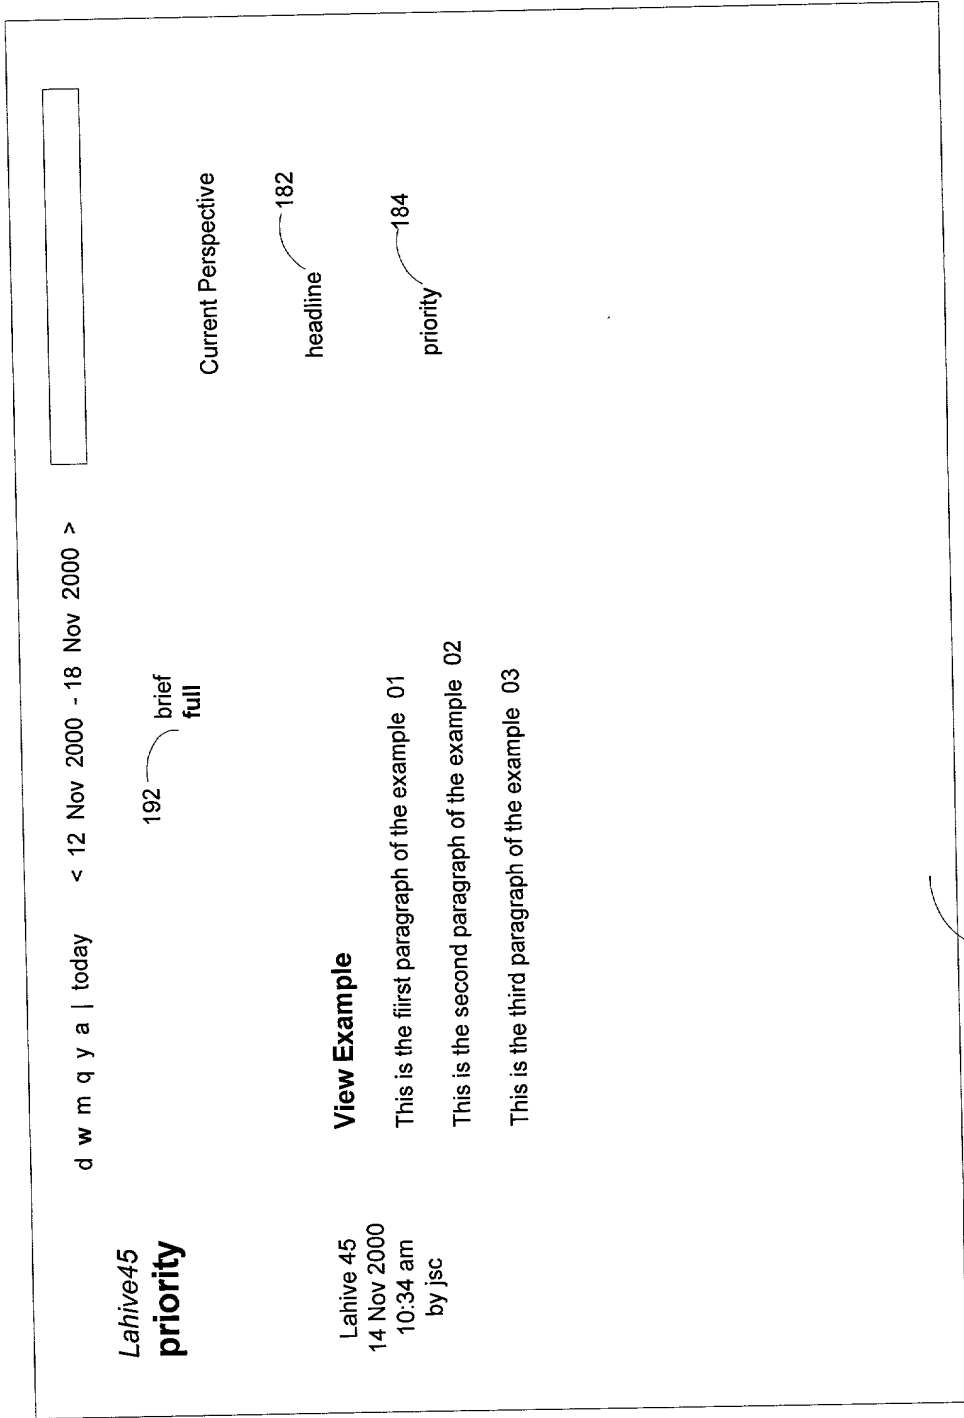 d w m q y a | today < 12 Nov 2000 - 18 Nov 2000 >
Lahive45
priority
192
brief
full
Current Perspective
headline
182
priority
184
Lahive 45
14 Nov 2000
10:34 am
by jsc
View Example
This is the fiirst paragraph of the example 01
This is the second paragraph of the example 02
This is the third paragraph of the example 03